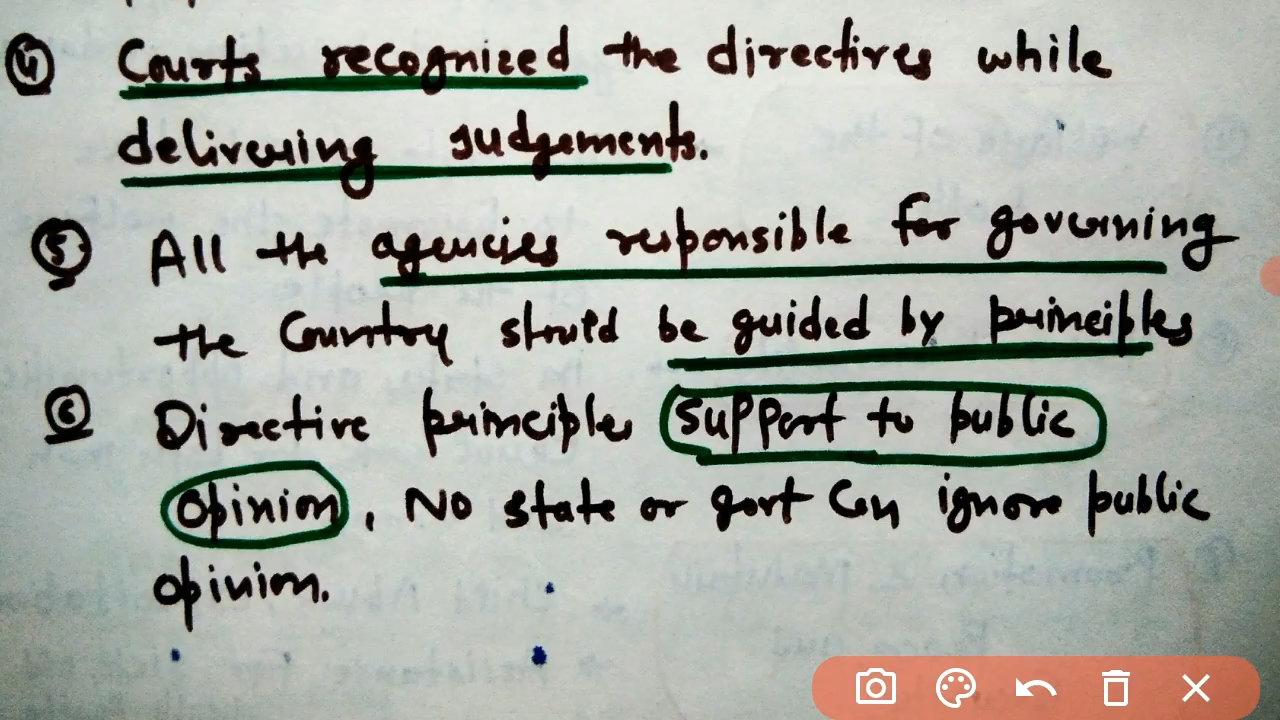 ④ Courts recognized the directives while
delivering Judgements.
⑤ All the agencies responsible for governing
the Country should be guided by principles
⑥ Directive principles support to public
opinion, No state or govt Can ignore public
opinion.